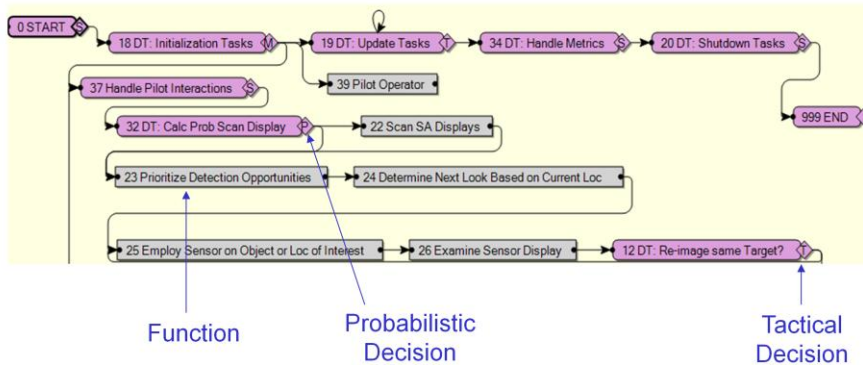 0 START S
18 DT: Initialization Tasks M
19 DT: Update Tasks T
34 DT: Handle Metrics S
20 DT: Shutdown Tasks S
37 Handle Pilot Interactions S
39 Pilot Operator
999 END
32 DT: Calc Prob Scan Display P
22 Scan SA Displays
23 Prioritize Detection Opportunities
24 Determine Next Look Based on Current Loc
25 Employ Sensor on Object or Loc of Interest
26 Examine Sensor Display
12 DT: Re-image same Target? T
Function
Probabilistic
Decision
Tactical
Decision